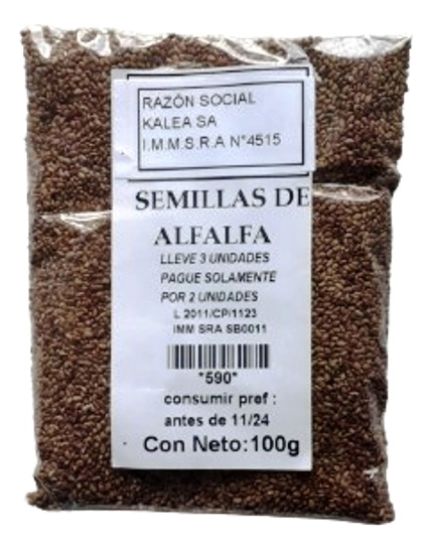 RAZÓN SOCIAL
KALEA SA
I.M.M.S.R.A N°4515
SEMILLAS DE
ALFALFA
LLEVE 3 UNIDADES
PAGUE SOLAMENTE
POR 2 UNIDADES
L 2011/CP/1123
IMM SRA SB0011
*590*
consumir pref :
antes de 11/24
Con Neto:100g